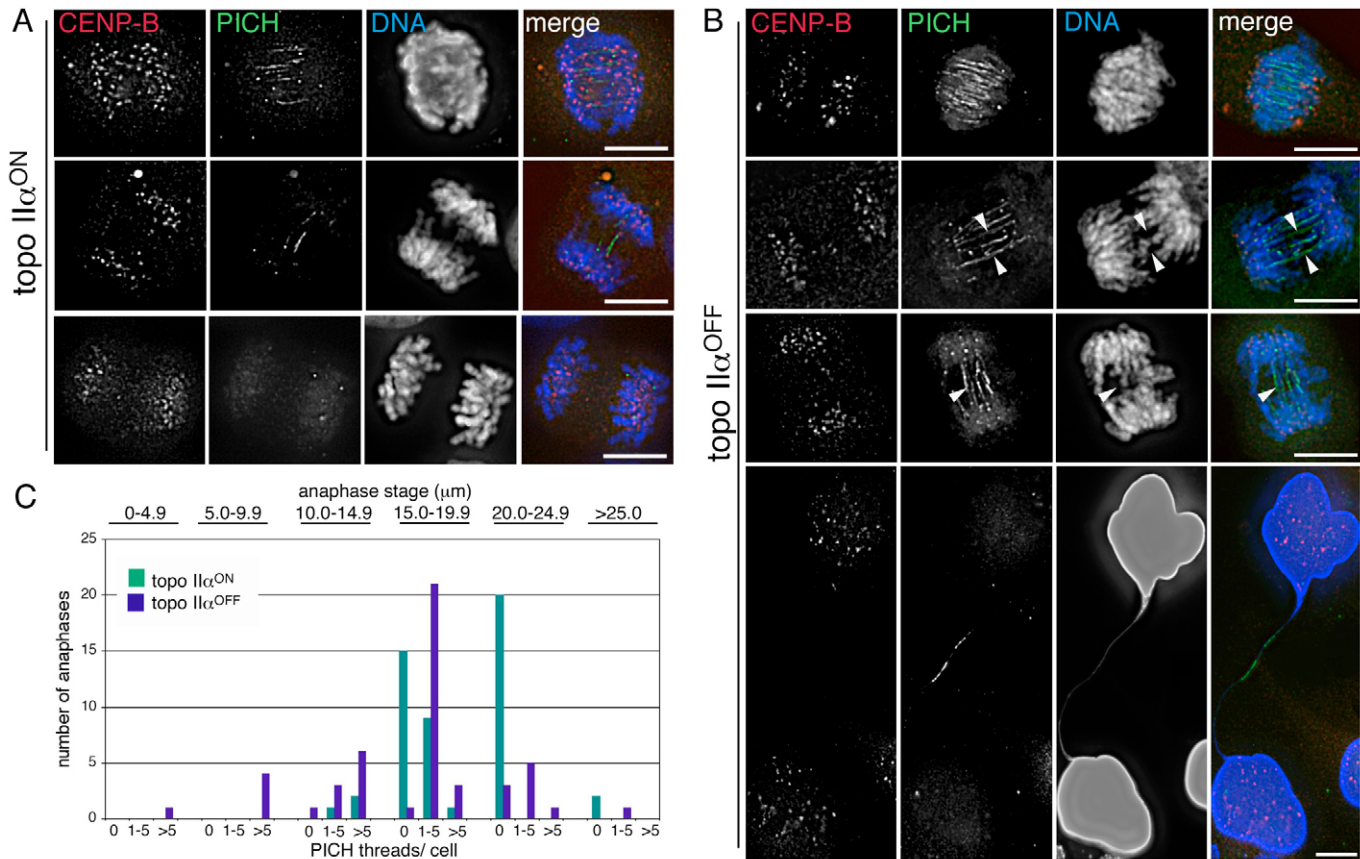 A
CENP-B PICH DNA merge
topo IIα^ON
B
CENP-B PICH DNA merge
topo IIα^OFF
C
anaphase stage (μm)
0-4.9 5.0-9.9 10.0-14.9 15.0-19.9 20.0-24.9 >25.0
number of anaphases
25
20
15
10
5
0
topo IIα^ON
topo IIα^OFF
0 1-5 >5 0 1-5 >5 0 1-5 >5 0 1-5 >5 0 1-5 >5 0 1-5 >5
PICH threads/ cell